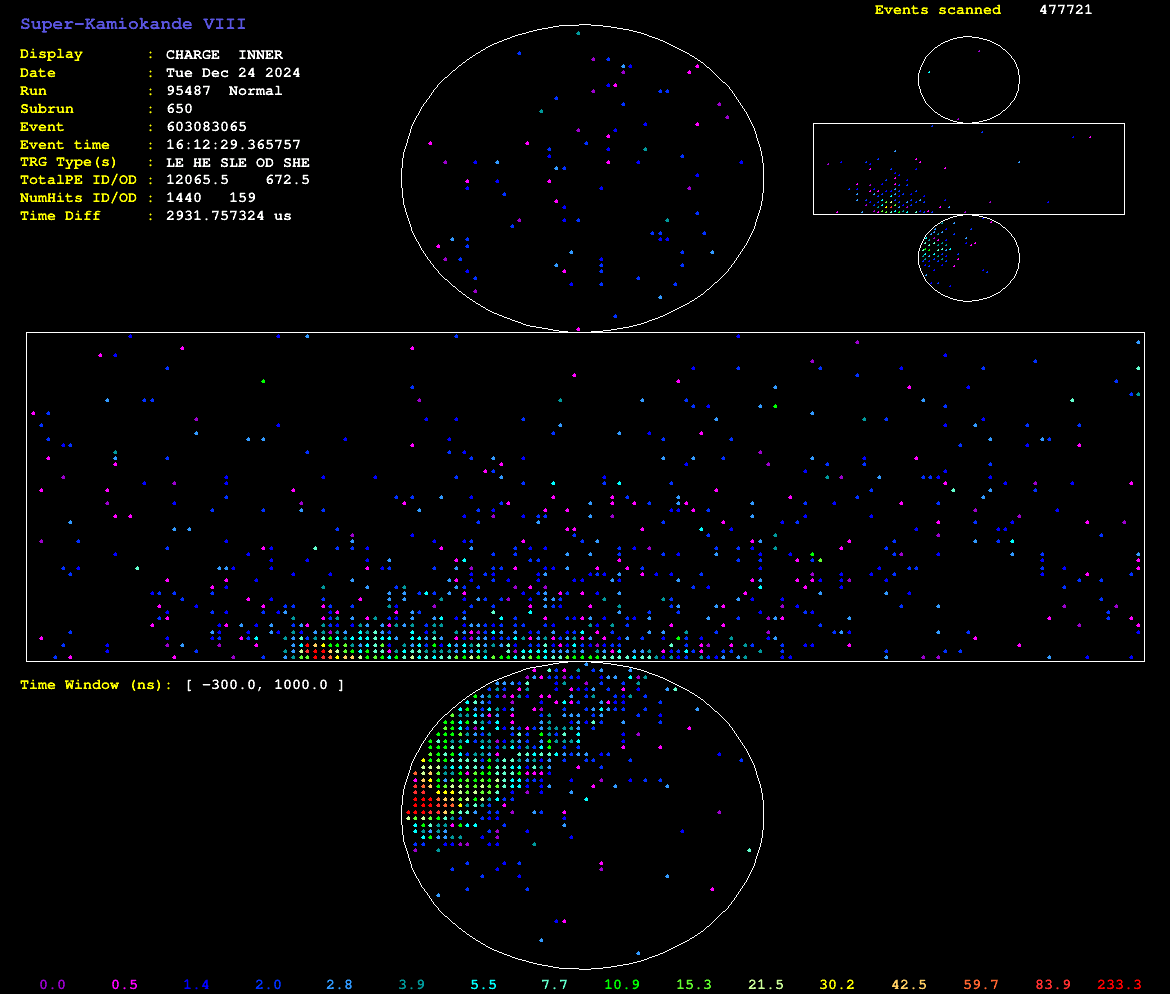 Super-Kamiokande VIII
Events scanned 477721
Display : CHARGE INNER
Date : Tue Dec 24 2024
Run : 95487 Normal
Subrun : 650
Event : 603083065
Event time : 16:12:29.365757
TRG Type(s) : LE HE SLE OD SHE
TotalPE ID/OD : 12065.5 672.5
NumHits ID/OD : 1440 159
Time Diff : 2931.757324 us
Time Window (ns): [ −300.0, 1000.0 ]
0.0 0.5 1.4 2.0 2.8 3.9 5.5 7.7 10.9 15.3 21.5 30.2 42.5 59.7 83.9 233.3